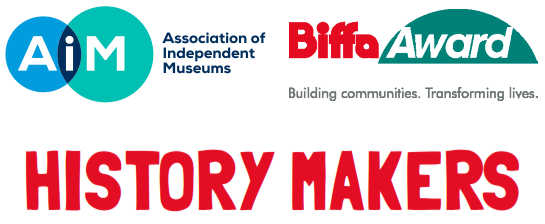 AiM
Association of
Independent
Museums
Biffa Award
Building communities. Transforming lives.
HISTORY MAKERS